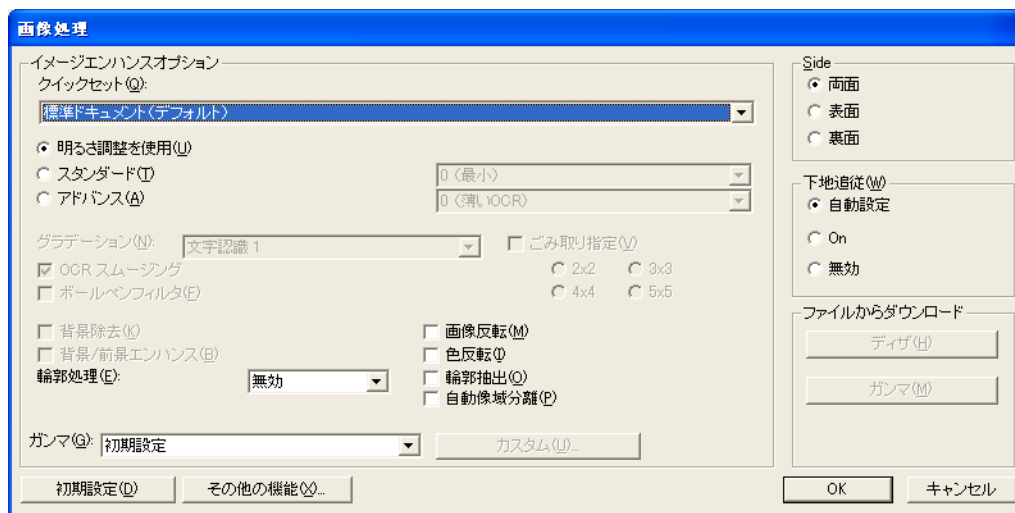 画像処理
イメージエンハンスオプション
クイックセット(Q):
標準ドキュメント(デフォルト)
明るさ調整を使用(U)
スタンダード(T)
0 (最小)
アドバンス(A)
0 (薄いOCR)
グラデーション(N):
文字認識 1
ごみ取り指定(V)
OCR スムージング
2x2
3x3
ボールペンフィルタ(F)
4x4
5x5
背景除去(K)
画像反転(M)
背景/前景エンハンス(B)
色反転(I)
輪郭処理(E):
無効
輪郭抽出(O)
自動像域分離(P)
ガンマ(G):
初期設定
カスタム(U)...
Side
両面
表面
裏面
下地追従(W)
自動設定
On
無効
ファイルからダウンロード
ディザ(H)
ガンマ(M)
初期設定(D)
その他の機能(X)...
OK
キャンセル